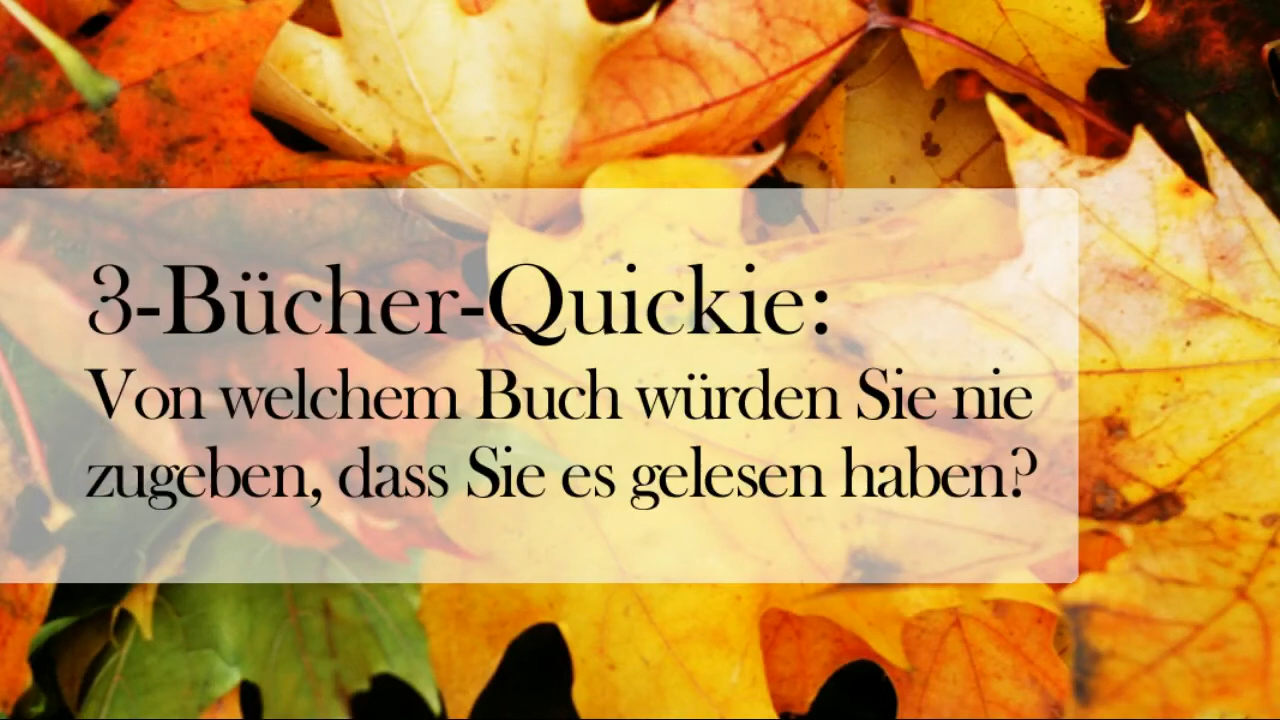 3-Bücher-Quickie:
Von welchem Buch würden Sie nie
zugeben, dass Sie es gelesen haben?